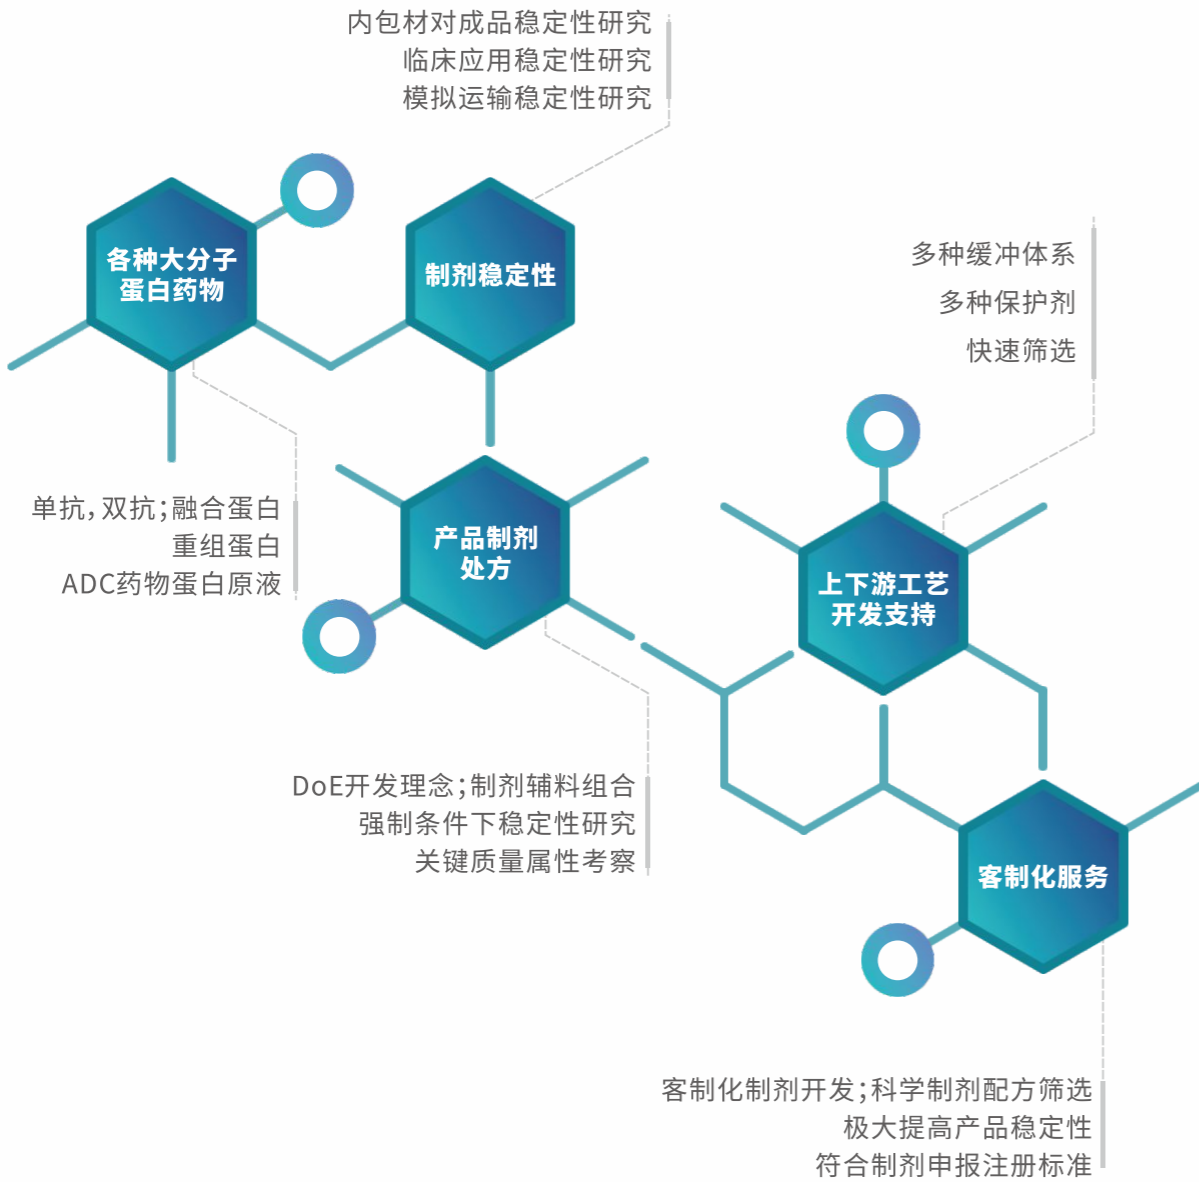 内包材对成品稳定性研究
临床应用稳定性研究
模拟运输稳定性研究
各种大分子
蛋白药物
制剂稳定性
多种缓冲体系
多种保护剂
快速筛选
单抗，双抗；融合蛋白
重组蛋白
ADC药物蛋白原液
产品制剂
处方
上下游工艺
开发支持
DoE开发理念；制剂辅料组合
强制条件下稳定性研究
关键质量属性考察
客制化服务
客制化制剂开发；科学制剂配方筛选
极大提高产品稳定性
符合制剂申报注册标准